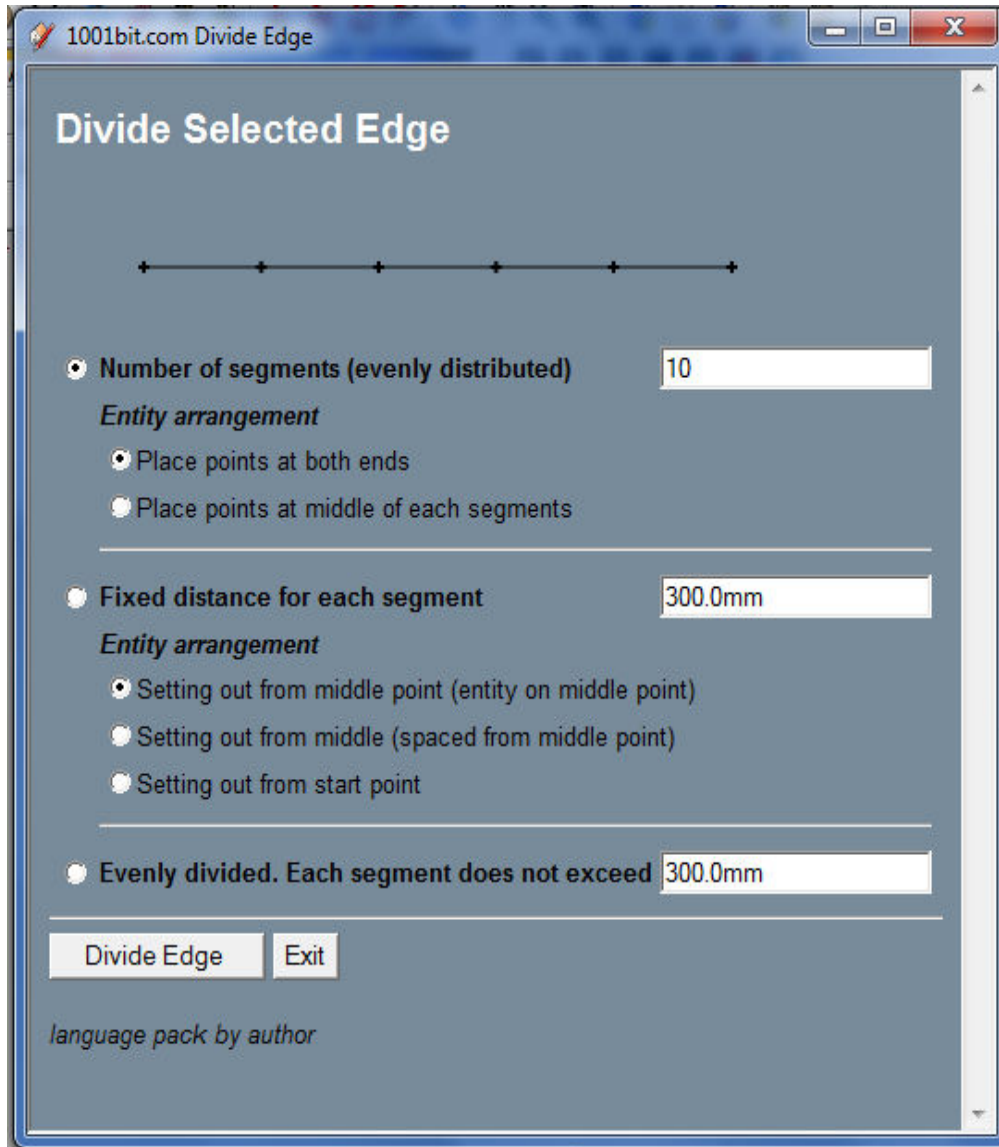 1001bit.com Divide Edge
Divide Selected Edge
Number of segments (evenly distributed) 10
Entity arrangement
Place points at both ends
Place points at middle of each segments
Fixed distance for each segment 300.0mm
Entity arrangement
Setting out from middle point (entity on middle point)
Setting out from middle (spaced from middle point)
Setting out from start point
Evenly divided. Each segment does not exceed 300.0mm
Divide Edge Exit
language pack by author